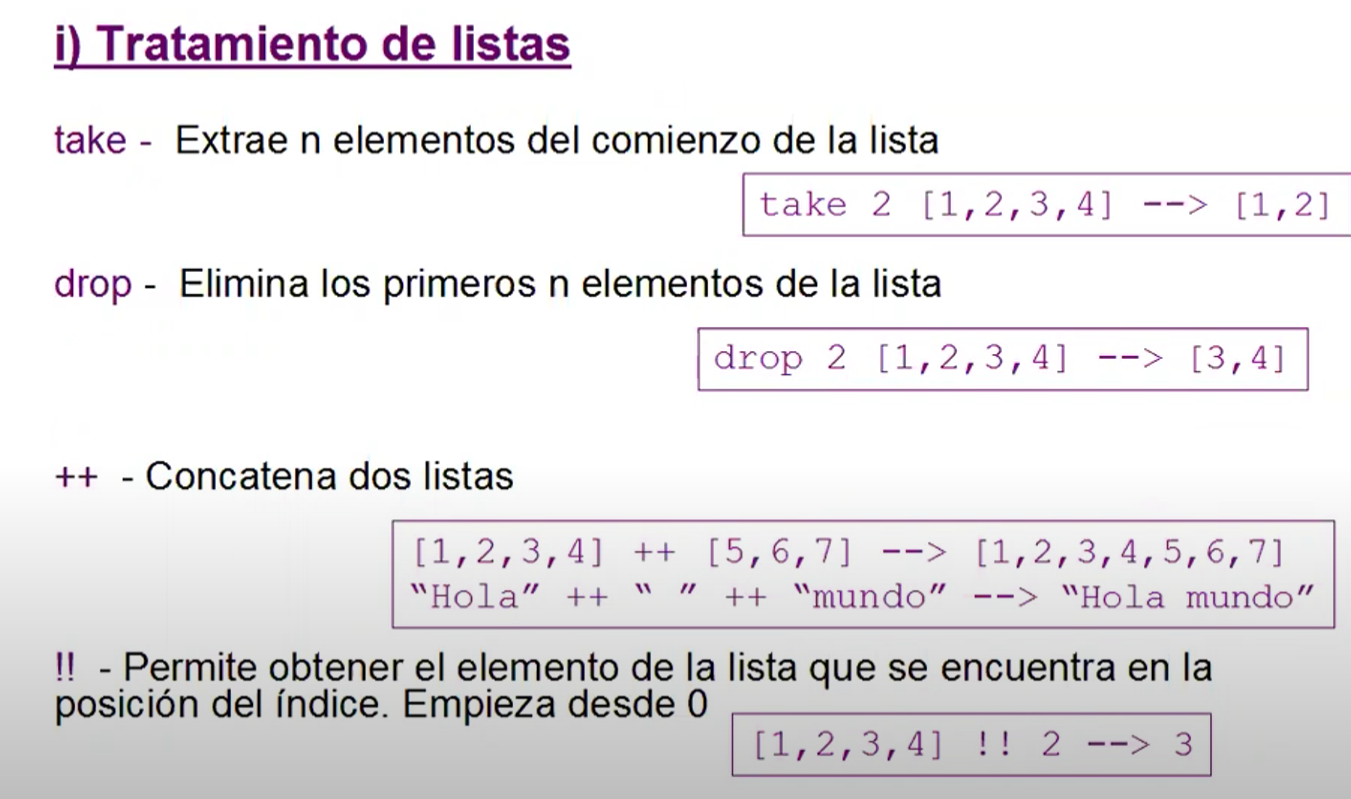 i) Tratamiento de listas
take - Extrae n elementos del comienzo de la lista
take 2 [1,2,3,4] --> [1,2]
drop - Elimina los primeros n elementos de la lista
drop 2 [1,2,3,4] --> [3,4]
++ - Concatena dos listas
[1,2,3,4] ++ [5,6,7] --> [1,2,3,4,5,6,7]
“Hola” ++ “ ” ++ “mundo” --> “Hola mundo”
!! - Permite obtener el elemento de la lista que se encuentra en la
posición del índice. Empieza desde 0
[1,2,3,4] !! 2 --> 3